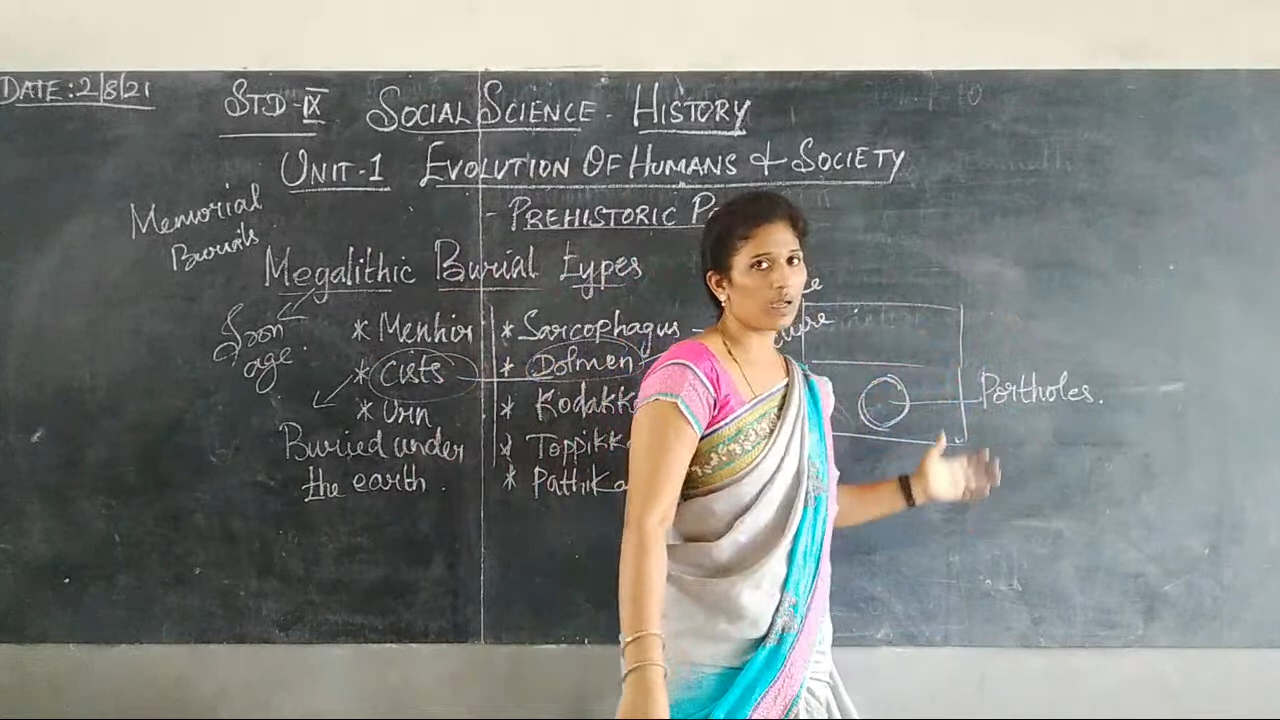 DATE: 2/8/21
STD-IX SOCIAL SCIENCE - HISTORY
UNIT-1 EVOLUTION OF HUMANS & SOCIETY
- PREHISTORIC
Memorial
Burials
Megalithic Burial types
Iron
age.
* Menhir
* Cists
* Urn
Buried under
the earth.
* Sarcophagus -
* Dolmen
* Kodakk
* Toppikk
* Pathika
Portholes.